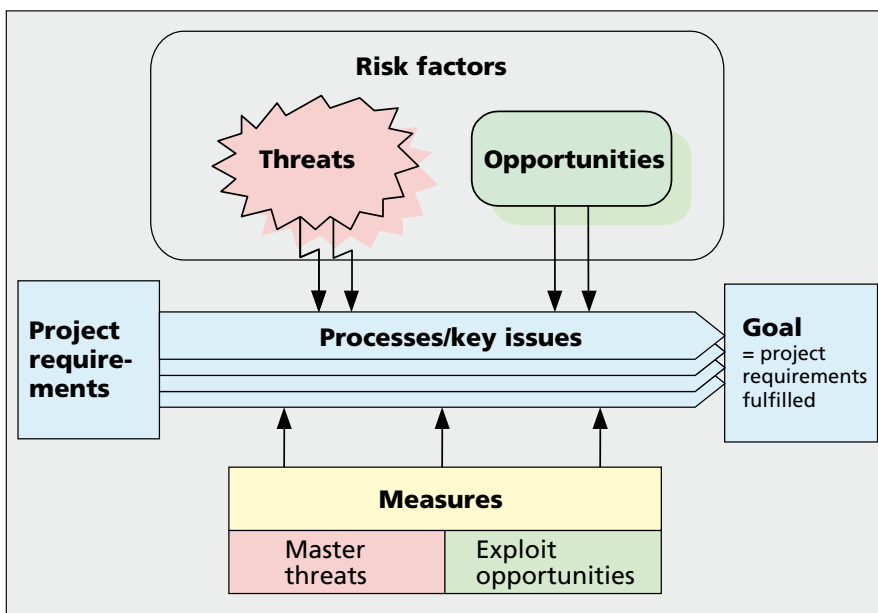 Risk factors
Threats
Opportunities
Project
require-
ments
Processes/key issues
Goal
= project
requirements
fulfilled
Measures
Master
threats
Exploit
opportunities